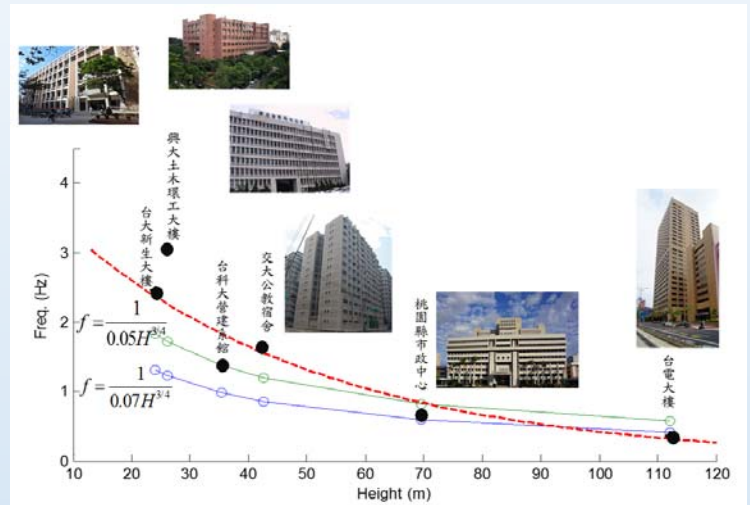 興大土木環工大樓
台大新生大樓
台科大營建系館
交大公教宿舍
桃園縣市政中心
台電大樓
Freq. (Hz)
4
3
2
1
0
f = 1 / 0.05H^{3/4}
f = 1 / 0.07H^{3/4}
10 20 30 40 50 60 70 80 90 100 110 120
Height (m)